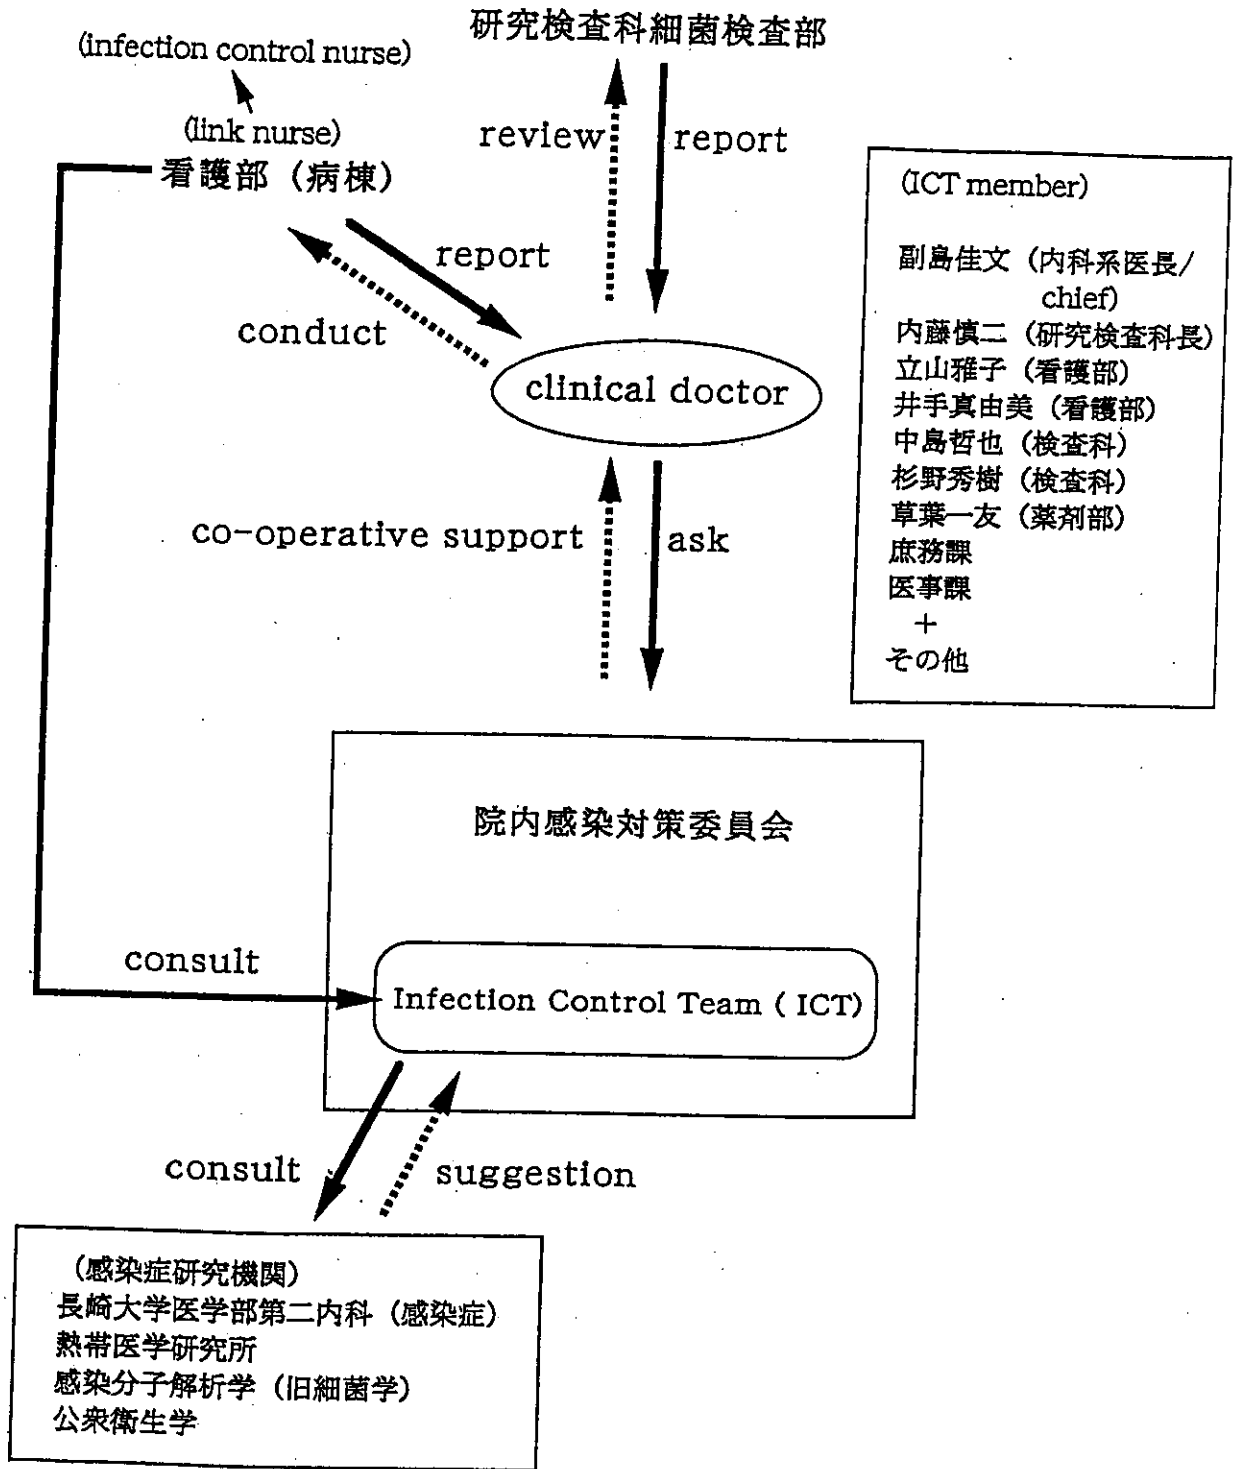 研究検査科細菌検査部
(infection control nurse)
(link nurse)
看護部（病棟）
review
report
report
conduct
clinical doctor
co-operative support
ask
(ICT member)
副島佳文（内科系医長/
chief)
内藤慎二（研究検査科長）
立山雅子（看護部）
井手真由美（看護部）
中島哲也（検査科）
杉野秀樹（検査科）
草葉一友（薬剤部）
庶務課
医事課
＋
その他
院内感染対策委員会
consult
Infection Control Team ( ICT)
consult
suggestion
（感染症研究機関）
長崎大学医学部第二内科（感染症）
熱帯医学研究所
感染分子解析学（旧細菌学）
公衆衛生学